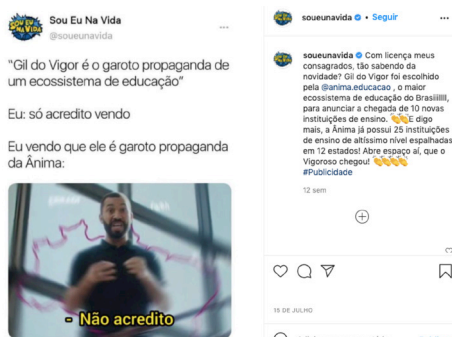 Sou Eu Na Vida
@soueunavida
"Gil do Vigor é o garoto propaganda de
um ecossistema de educação"
Eu: só acredito vendo
Eu vendo que ele é garoto propaganda
da Ânima:
- Não acredito
soueunavida • Seguir
soueunavida Com licença meus
consagrados, tão sabendo da
novidade? Gil do Vigor foi escolhido
pela @anima.educacao , o maior
ecossistema de educação do Brasiiillll,
para anunciar a chegada de 10 novas
instituições de ensino. 👏👏E digo
mais, a Ânima já possui 25 instituições
de ensino de altíssimo nível espalhadas
em 12 estados! Abre espaço aí, que o
Vigoroso chegou! 👏👏👏👏
#Publicidade
12 sem
15 DE JULHO